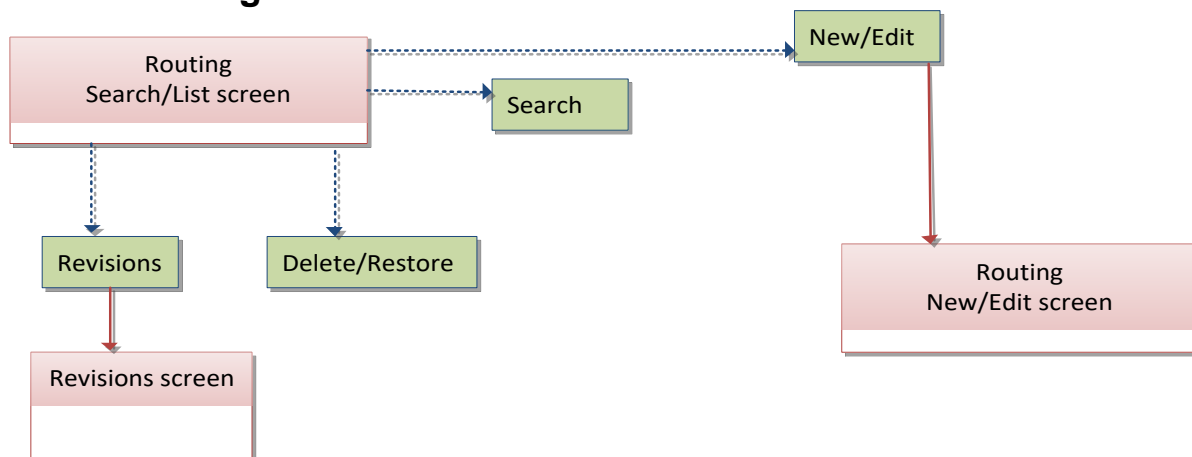 New/Edit
Routing
Search/List screen
Search
Revisions
Delete/Restore
Routing
New/Edit screen
Revisions screen